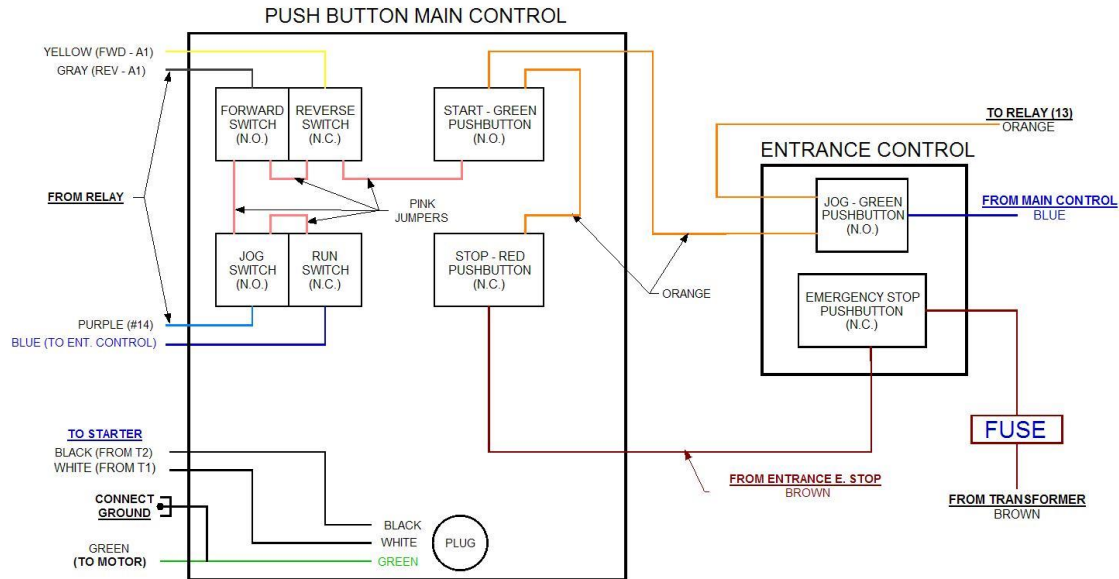 PUSH BUTTON MAIN CONTROL
YELLOW (FWD - A1)
GRAY (REV - A1)
FORWARD
SWITCH
(N.O.)
REVERSE
SWITCH
(N.C.)
START - GREEN
PUSHBUTTON
(N.O.)
TO RELAY (13)
ORANGE
ENTRANCE CONTROL
FROM RELAY
PINK
JUMPERS
JOG - GREEN
PUSHBUTTON
(N.O.)
FROM MAIN CONTROL
BLUE
JOG
SWITCH
(N.O.)
RUN
SWITCH
(N.C.)
STOP - RED
PUSHBUTTON
(N.C.)
ORANGE
EMERGENCY STOP
PUSHBUTTON
(N.C.)
PURPLE (#14)
BLUE (TO ENT. CONTROL)
FUSE
TO STARTER
BLACK (FROM T2)
WHITE (FROM T1)
FROM ENTRANCE E. STOP
BROWN
FROM TRANSFORMER
BROWN
CONNECT
GROUND
BLACK
WHITE
GREEN
PLUG
GREEN
(TO MOTOR)